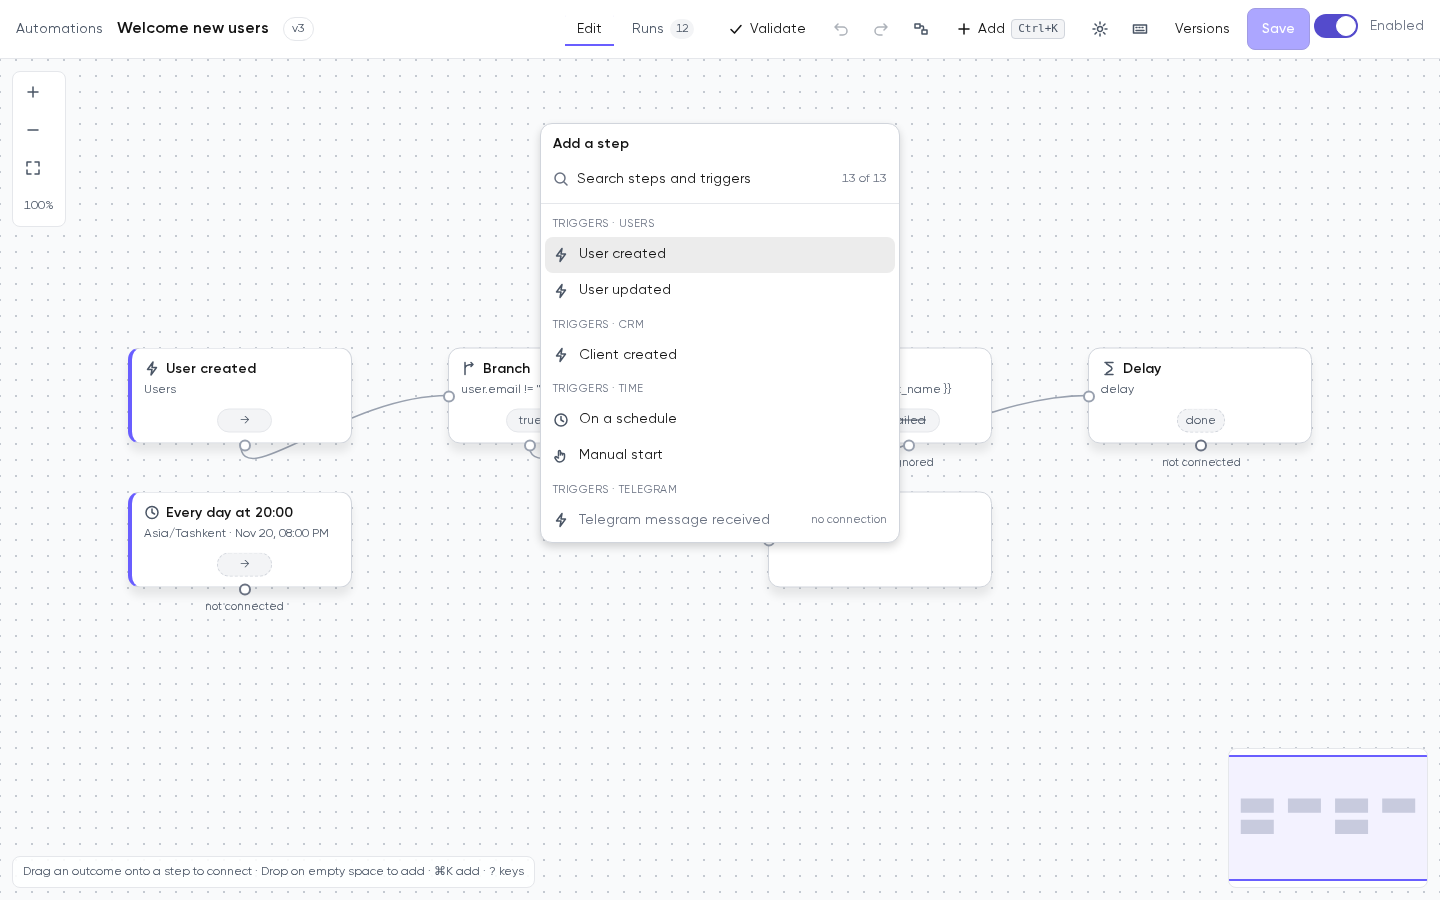 Automations Welcome new users v3 Edit Runs 12 Validate Add Ctrl+K Versions Save Enabled
100%
Add a step
Search steps and triggers 13 of 13
TRIGGERS · USERS
User created
User updated
TRIGGERS · CRM
Client created
TRIGGERS · TIME
On a schedule
Manual start
TRIGGERS · TELEGRAM
Telegram message received no connection
User created
Users
→
Branch
user.email != "
true
_name }}
ailed
gnored
Delay
delay
done
not connected
Every day at 20:00
Asia/Tashkent · Nov 20, 08:00 PM
→
not connected
Drag an outcome onto a step to connect · Drop on empty space to add · ⌘K add · ? keys